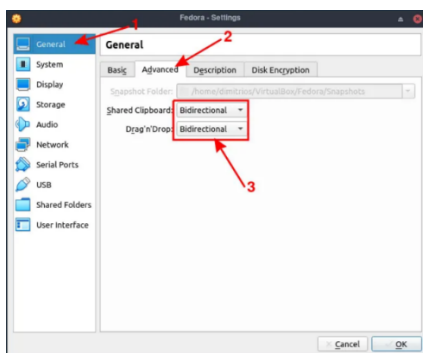 Fedora - Settings
1
General
General
2
System
Basic
Advanced
Description
Disk Encryption
Display
Snapshot Folder: /home/dimitrios/VirtualBox/Fedora/Snapshots
Storage
Shared Clipboard: Bidirectional
Audio
Drag'n'Drop: Bidirectional
Network
Serial Ports
3
USB
Shared Folders
User Interface
Cancel
OK